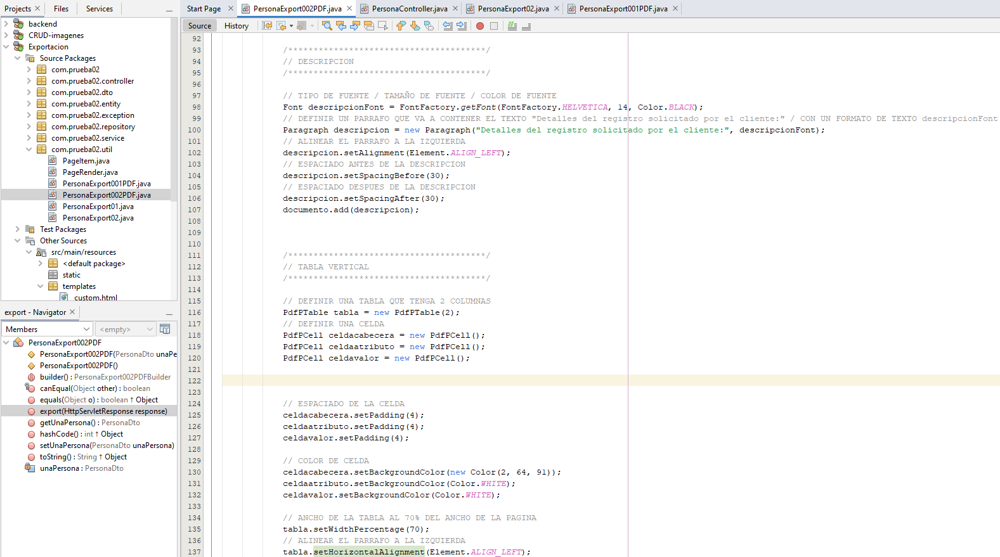 Projects
Files
Services
backend
CRUD-imagenes
Exportacion
Source Packages
com.prueba02
com.prueba02.controller
com.prueba02.dto
com.prueba02.entity
com.prueba02.exception
com.prueba02.repository
com.prueba02.service
com.prueba02.util
PageItem.java
PageRender.java
PersonaExport001PDF.java
PersonaExport002PDF.java
PersonaExport01.java
PersonaExport02.java
Test Packages
Other Sources
src/main/resources
<default package>
static
templates
custom.html
export - Navigator
Members
<empty>
PersonaExport002PDF
PersonaExport002PDF(PersonaDto unaPe
PersonaExport002PDF()
builder() : PersonaExport002PDFBuilder
canEqual(Object other) : boolean
equals(Object o) : boolean ↑ Object
export(HttpServletResponse response)
getUnaPersona() : PersonaDto
hashCode() : int ↑ Object
setUnaPersona(PersonaDto unaPersona)
toString() : String ↑ Object
unaPersona : PersonaDto
Start Page
PersonaExport002PDF.java
PersonaController.java
PersonaExport02.java
PersonaExport001PDF.java
Source
History
92
93 /***************************************/
94 // DESCRIPCION
95 /***************************************/
96
97 // TIPO DE FUENTE / TAMAÑO DE FUENTE / COLOR DE FUENTE
98 Font descripcionFont = FontFactory.getFont(FontFactory.HELVETICA, 14, Color.BLACK);
99 // DEFINIR UN PARRAFO QUE VA A CONTENER EL TEXTO "Detalles del registro solicitado por el cliente:" / CON UN FORMATO DE TEXTO descripcionFont
100 Paragraph descripcion = new Paragraph("Detalles del registro solicitado por el cliente:", descripcionFont);
101 // ALINEAR EL PARRAFO A LA IZQUIERDA
102 descripcion.setAlignment(Element.ALIGN_LEFT);
103 // ESPACIADO ANTES DE LA DESCRIPCION
104 descripcion.setSpacingBefore(30);
105 // ESPACIADO DESPUES DE LA DESCRIPCION
106 descripcion.setSpacingAfter(30);
107 documento.add(descripcion);
108
109
110
111 /***************************************/
112 // TABLA VERTICAL
113 /***************************************/
114
115 // DEFINIR UNA TABLA QUE TENGA 2 COLUMNAS
116 PdfPTable tabla = new PdfPTable(2);
117 // DEFINIR UNA CELDA
118 PdfPCell celdacabecera = new PdfPCell();
119 PdfPCell celdaatributo = new PdfPCell();
120 PdfPCell celdavalor = new PdfPCell();
121
122
123
124 // ESPACIADO DE LA CELDA
125 celdacabecera.setPadding(4);
126 celdaatributo.setPadding(4);
127 celdavalor.setPadding(4);
128
129 // COLOR DE CELDA
130 celdacabecera.setBackgroundColor(new Color(2, 64, 91));
131 celdaatributo.setBackgroundColor(Color.WHITE);
132 celdavalor.setBackgroundColor(Color.WHITE);
133
134 // ANCHO DE LA TABLA AL 70% DEL ANCHO DE LA PAGINA
135 tabla.setWidthPercentage(70);
136 // ALINEAR EL PARRAFO A LA IZQUIERDA
137 tabla.setHorizontalAlignment(Element.ALIGN_LEFT);